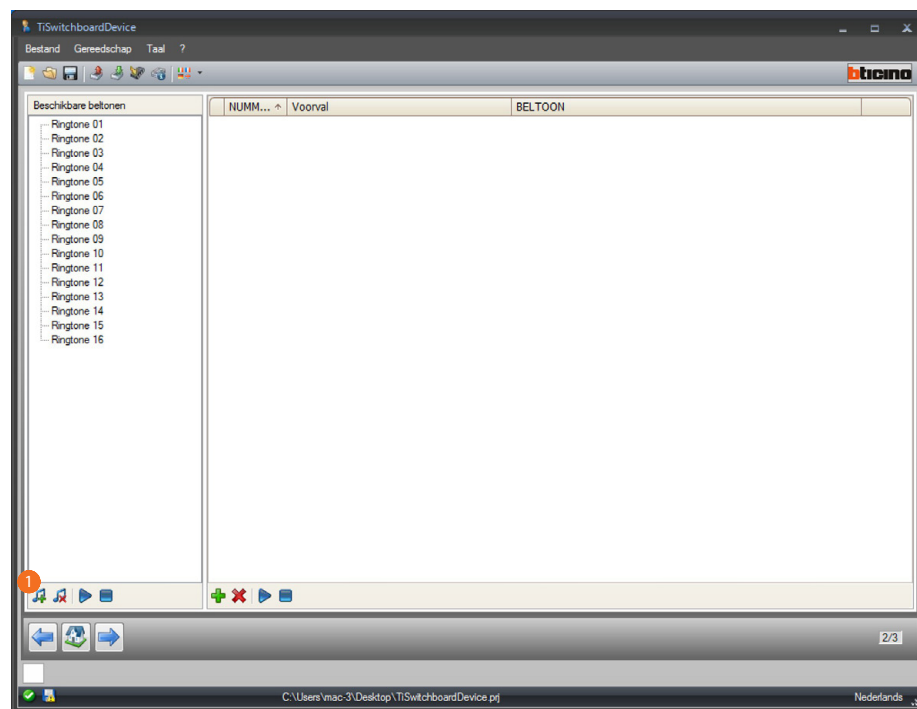 TiSwitchboardDevice
Bestand Gereedschap Taal ?
bticino
Beschikbare beltonen
NUMM... Voorval BELTOON
Ringtone 01
Ringtone 02
Ringtone 03
Ringtone 04
Ringtone 05
Ringtone 06
Ringtone 07
Ringtone 08
Ringtone 09
Ringtone 10
Ringtone 11
Ringtone 12
Ringtone 13
Ringtone 14
Ringtone 15
Ringtone 16
1
2/3
C:\Users\mac-3\Desktop\TiSwitchboardDevice.prj
Nederlands